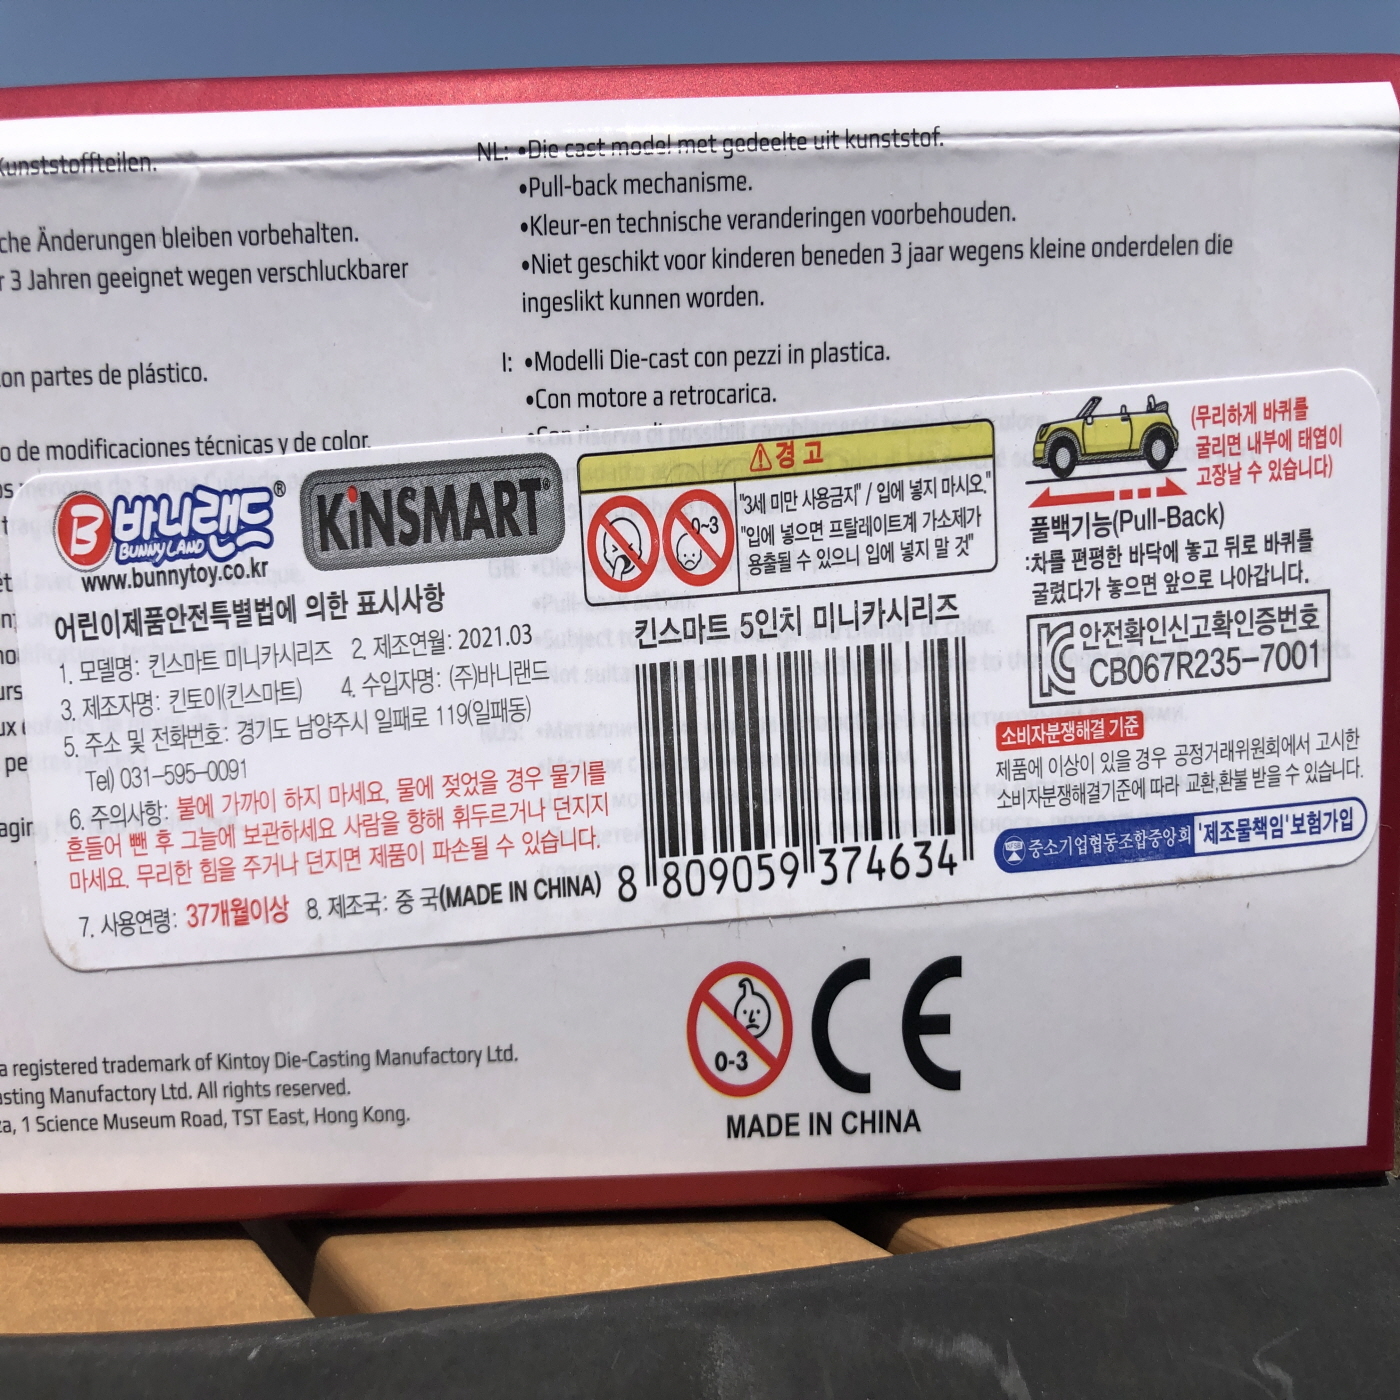 Kunststoffteilen.
che Änderungen bleiben vorbehalten.
r 3 Jahren geeignet wegen verschluckbarer
on partes de plástico.
o de modificaciones técnicas y de color.
NL: •Die cast model met gedeelte uit kunststof.
•Pull-back mechanisme.
•Kleur-en technische veranderingen voorbehouden.
•Niet geschikt voor kinderen beneden 3 jaar wegens kleine onderdelen die
ingeslikt kunnen worden.
I: •Modelli Die-cast con pezzi in plastica.
•Con motore a retrocarica.
B 바니랜드®
BUNNY LAND
www.bunnytoy.co.kr
KiNSMART®
어린이제품안전특별법에 의한 표시사항
1. 모델명: 킨스마트 미니카시리즈 2. 제조연월: 2021.03
3. 제조자명: 킨토이(킨스마트) 4. 수입자명: (주)바니랜드
5. 주소 및 전화번호: 경기도 남양주시 일패로 119(일패동)
Tel) 031-595-0091
6. 주의사항: 불에 가까이 하지 마세요, 물에 젖었을 경우 물기를
흔들어 뺀 후 그늘에 보관하세요 사람을 향해 휘두르거나 던지지
마세요. 무리한 힘을 주거나 던지면 제품이 파손될 수 있습니다.
7. 사용연령: 37개월이상 8. 제조국: 중 국(MADE IN CHINA)
경 고
0~3
"3세 미만 사용금지" / 입에 넣지 마시오."
"입에 넣으면 프탈레이트계 가소제가
용출될 수 있으니 입에 넣지 말 것"
킨스마트 5인치 미니카시리즈
8 809059 374634
(무리하게 바퀴를
굴리면 내부에 태엽이
고장날 수 있습니다)
풀백기능(Pull-Back)
:차를 편평한 바닥에 놓고 뒤로 바퀴를
굴렸다가 놓으면 앞으로 나아갑니다.
안전확인신고확인증번호
CB067R235-7001
소비자분쟁해결 기준
제품에 이상이 있을 경우 공정거래위원회에서 고시한
소비자분쟁해결기준에 따라 교환,환불 받을 수 있습니다.
중소기업협동조합중앙회 '제조물책임'보험가입
a registered trademark of Kintoy Die-Casting Manufactory Ltd.
asting Manufactory Ltd. All rights reserved.
za, 1 Science Museum Road, TST East, Hong Kong.
0-3
CE
MADE IN CHINA